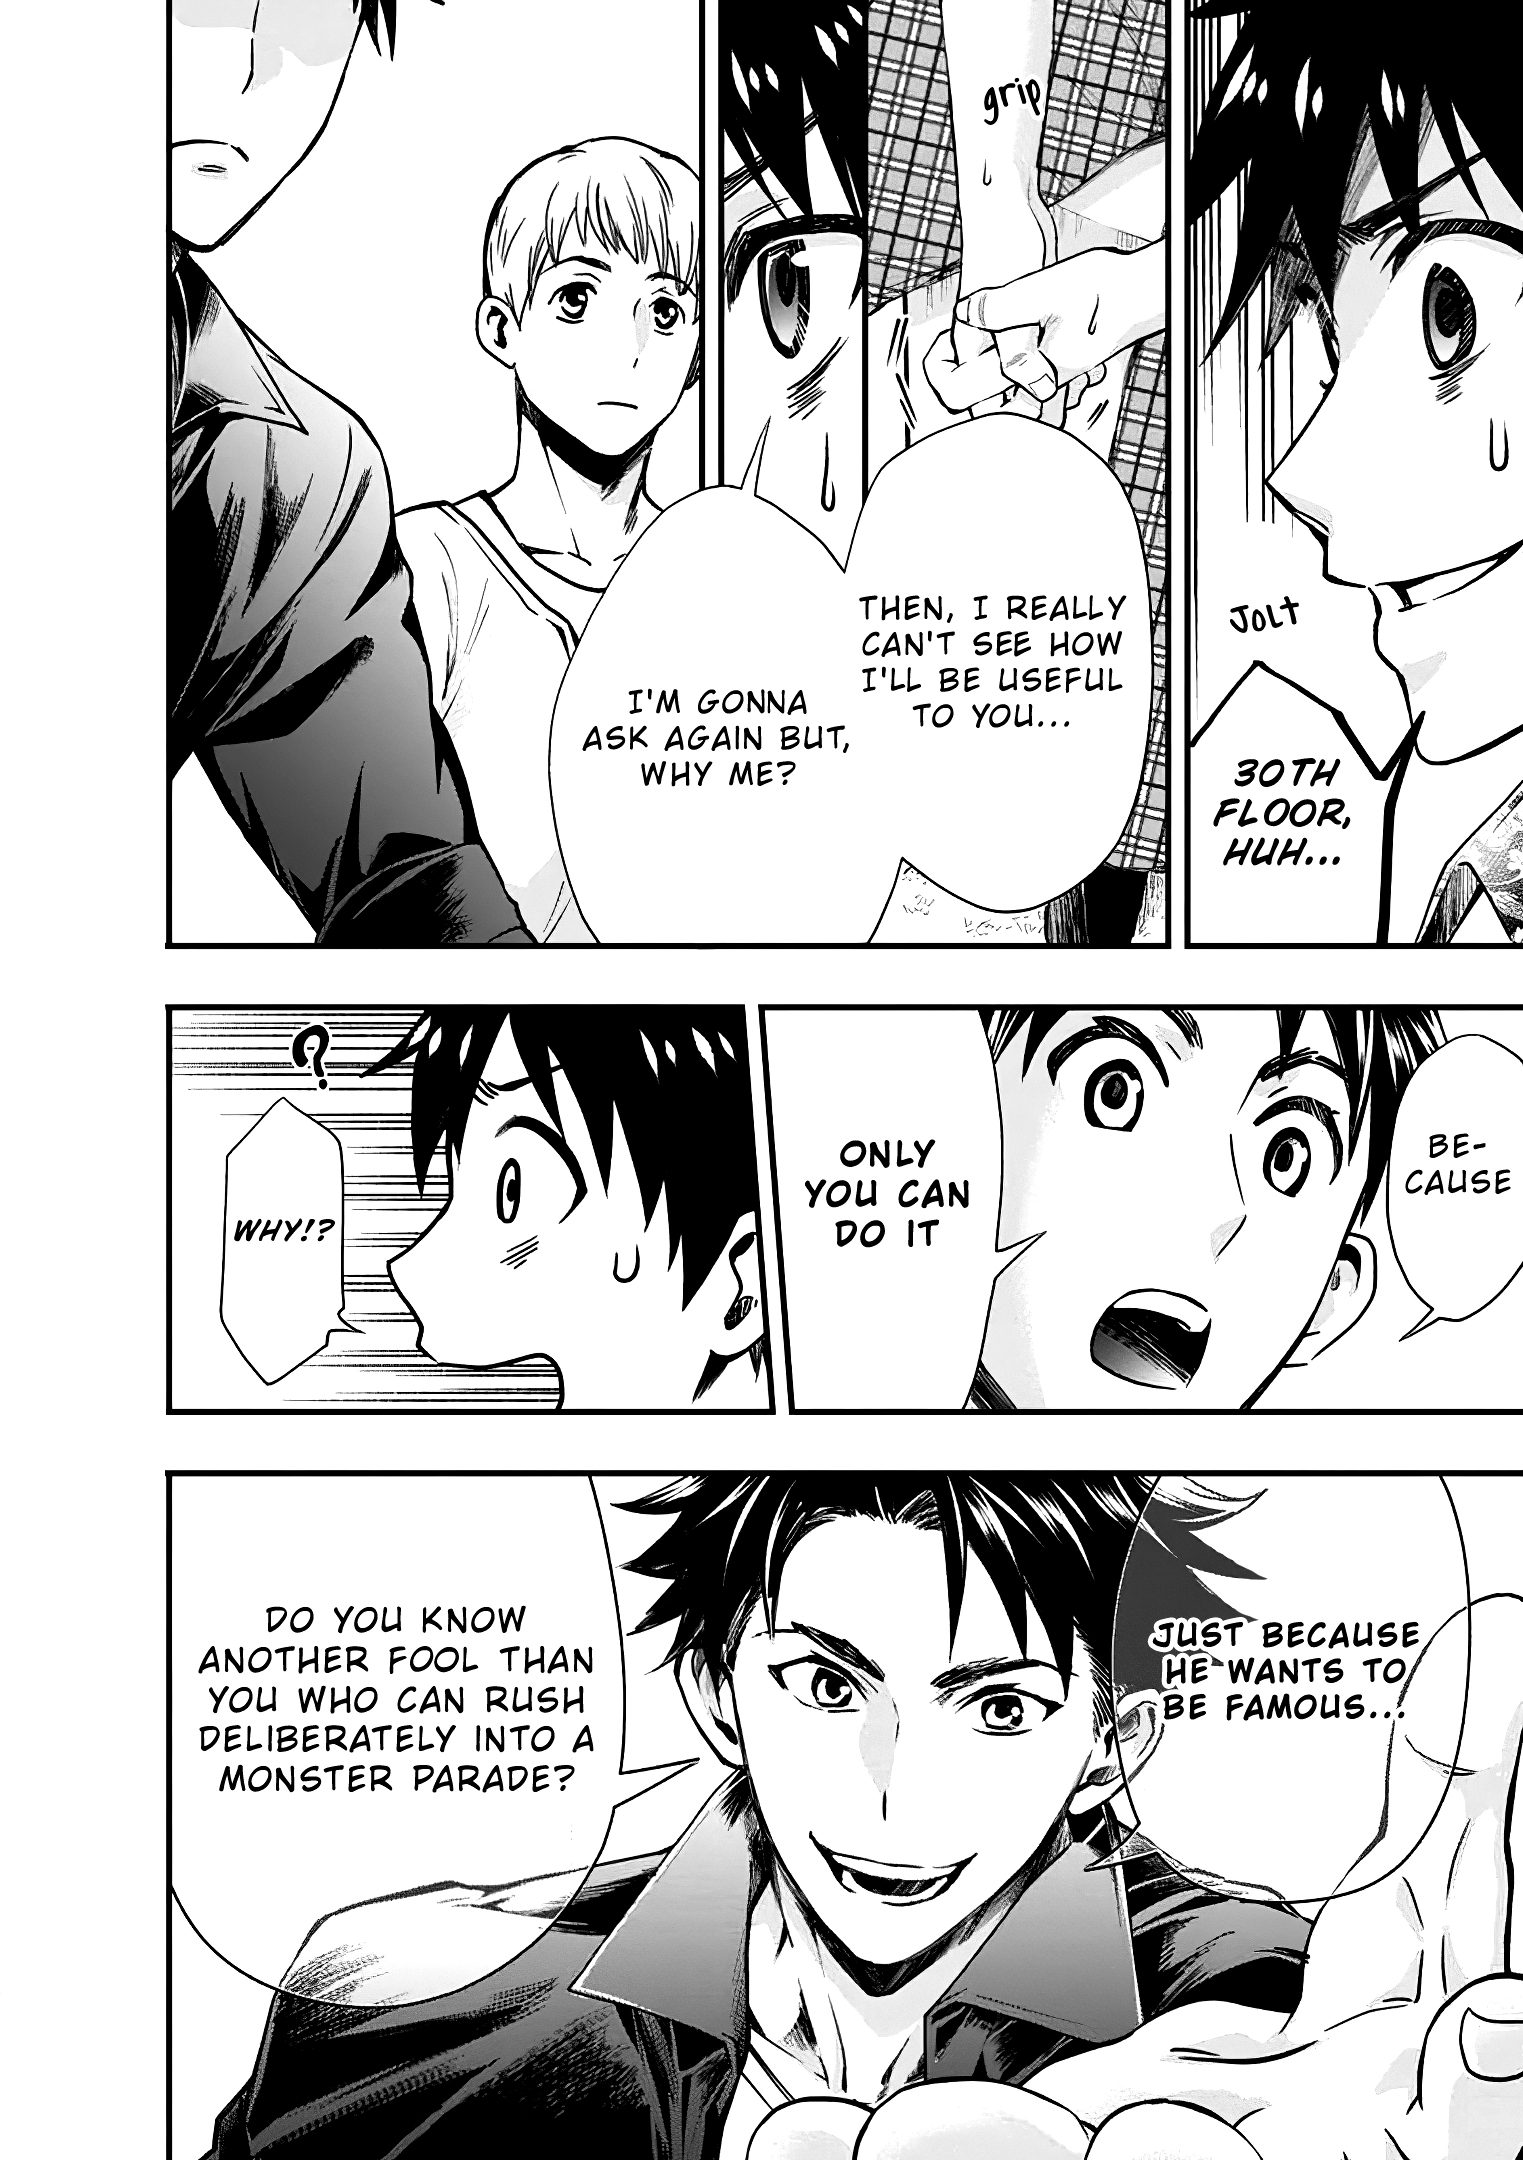 30TH
FLOOR,
HUH...
JOLT
grip
THEN, I REALLY
CAN'T SEE HOW
I'LL BE USEFUL
TO YOU...
I'M GONNA
ASK AGAIN BUT,
WHY ME?
BE-
CAUSE
ONLY
YOU CAN
DO IT
?
WHY!?
JUST BECAUSE
HE WANTS TO
BE FAMOUS...
DO YOU KNOW
ANOTHER FOOL THAN
YOU WHO CAN RUSH
DELIBERATELY INTO A
MONSTER PARADE?